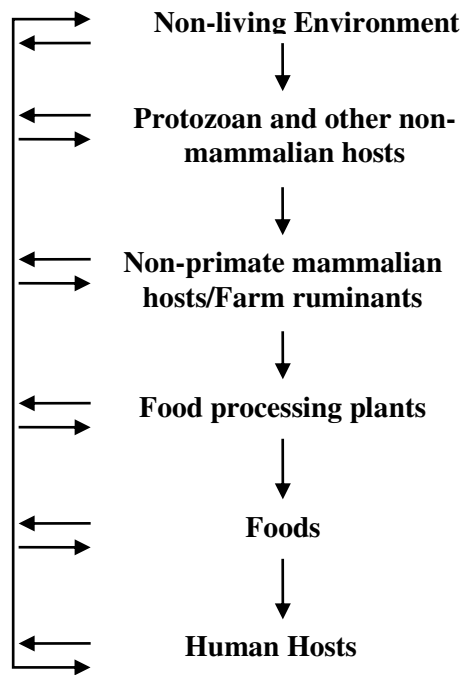 Non-living Environment
Protozoan and other non-
mammalian hosts
Non-primate mammalian
hosts/Farm ruminants
Food processing plants
Foods
Human Hosts